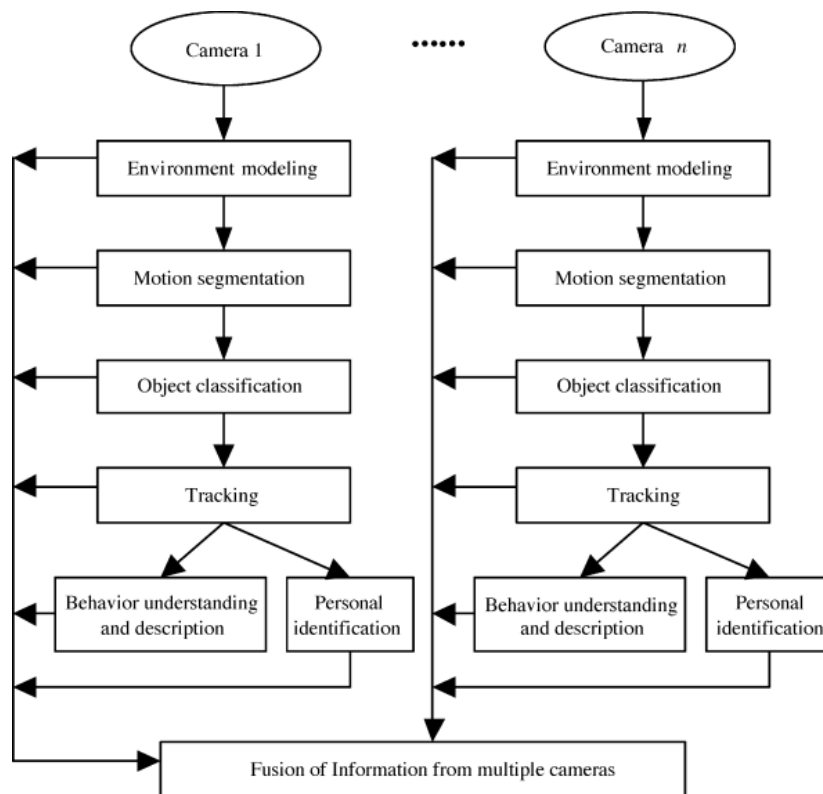 Camera 1
......
Camera n
Environment modeling
Environment modeling
Motion segmentation
Motion segmentation
Object classification
Object classification
Tracking
Tracking
Behavior understanding
and description
Personal
identification
Behavior understanding
and description
Personal
identification
Fusion of Information from multiple cameras